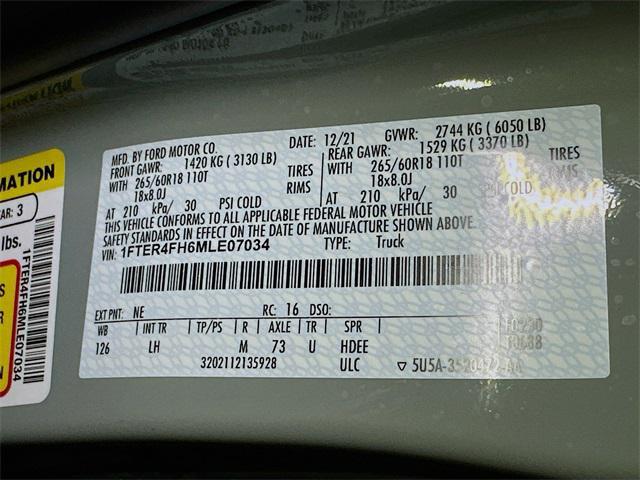 MFD. BY FORD MOTOR CO.
DATE: 12/21
GVWR: 2744 KG ( 6050 LB)
FRONT GAWR: 1420 KG ( 3130 LB)
REAR GAWR: 1529 KG ( 3370 LB)
WITH 265/60R18 110T TIRES
265/60R18 110T TIRES
18x8.0J RIMS
18x8.0J RIMS
AT 210 kPa/ 30 PSI COLD
AT 210 kPa/ 30 PSI COLD
THIS VEHICLE CONFORMS TO ALL APPLICABLE FEDERAL MOTOR VEHICLE
SAFETY STANDARDS IN EFFECT ON THE DATE OF MANUFACTURE SHOWN ABOVE.
VIN: 1FTER4FH6MLE07034
TYPE: Truck
EXT PNT: NE RC: 16 DSO:
WB INT TR TP/PS R AXLE TR SPR
126 LH M 73 U HDEE
3202112135928 ULC
MATION
AR: 3
lbs.
1FTER4FH6MLE07034